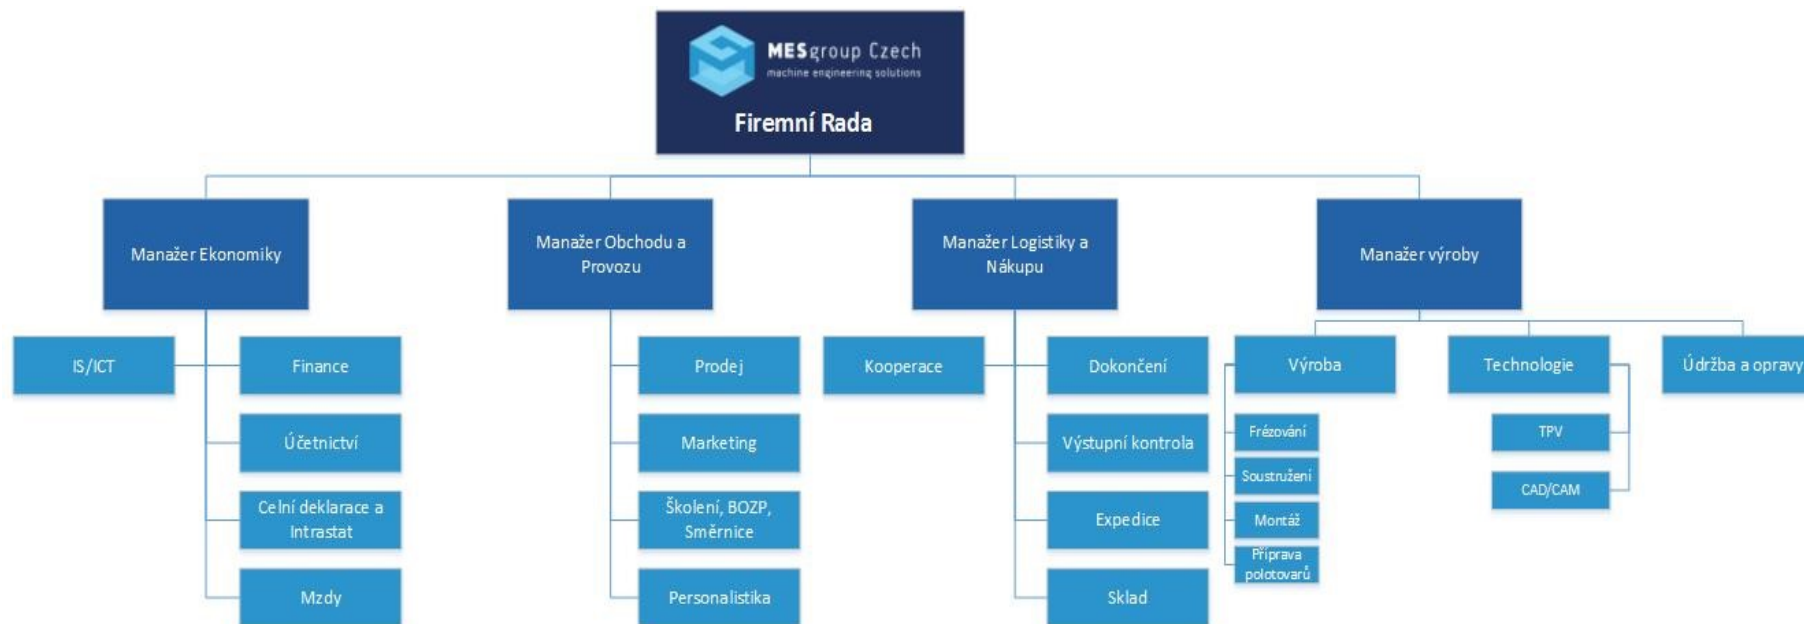 MESgroup Czech
machine engineering solutions
Firemní Rada
Manažer Ekonomiky
Manažer Obchodu a
Provozu
Manažer Logistiky a
Nákupu
Manažer výroby
IS/ICT
Finance
Účetnictví
Celní deklarace a
Intrastat
Mzdy
Prodej
Marketing
Školení, BOZP,
Směrnice
Personalistika
Kooperace
Dokončení
Výstupní kontrola
Expedice
Sklad
Výroba
Frézování
Soustružení
Montáž
Příprava
polotovarů
Technologie
TPV
CAD/CAM
Údržba a opravy